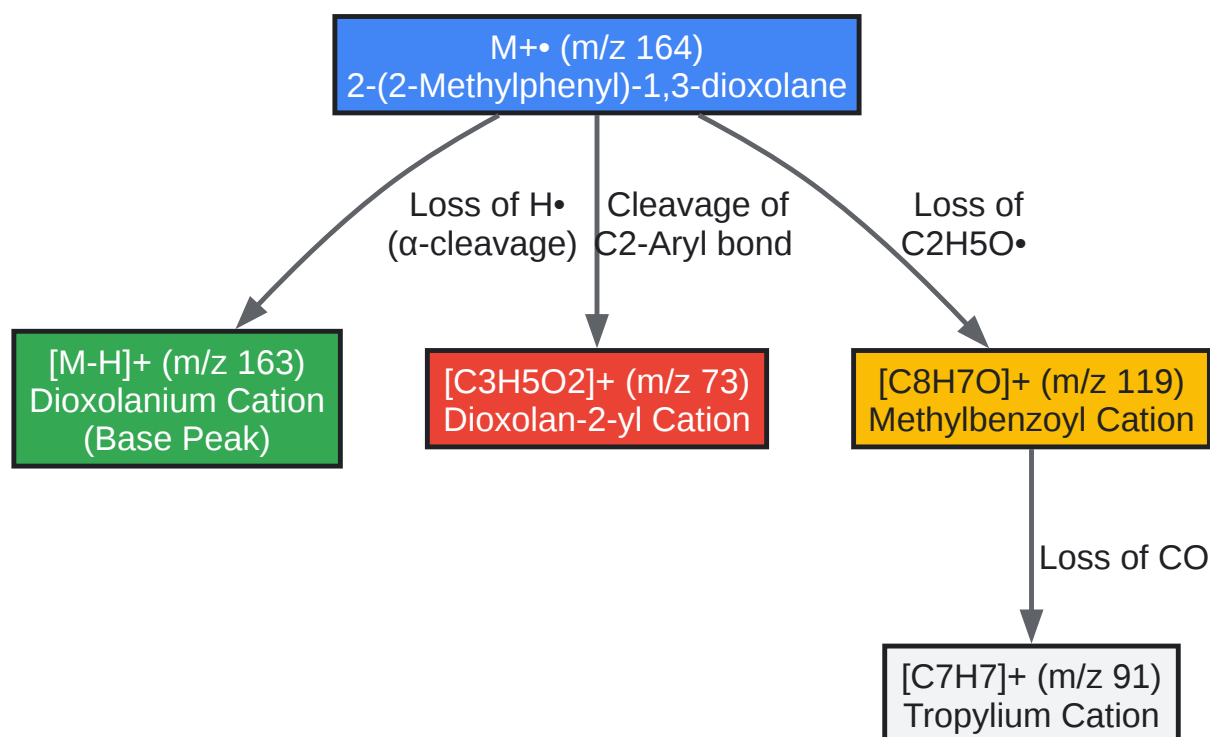 M+• (m/z 164)
2-(2-Methylphenyl)-1,3-dioxolane
Loss of H•
(α-cleavage)
Cleavage of
C2-Aryl bond
Loss of
C2H5O•
[M-H]+ (m/z 163)
Dioxolanium Cation
(Base Peak)
[C3H5O2]+ (m/z 73)
Dioxolan-2-yl Cation
[C8H7O]+ (m/z 119)
Methylbenzoyl Cation
Loss of CO
[C7H7]+ (m/z 91)
Tropylium Cation